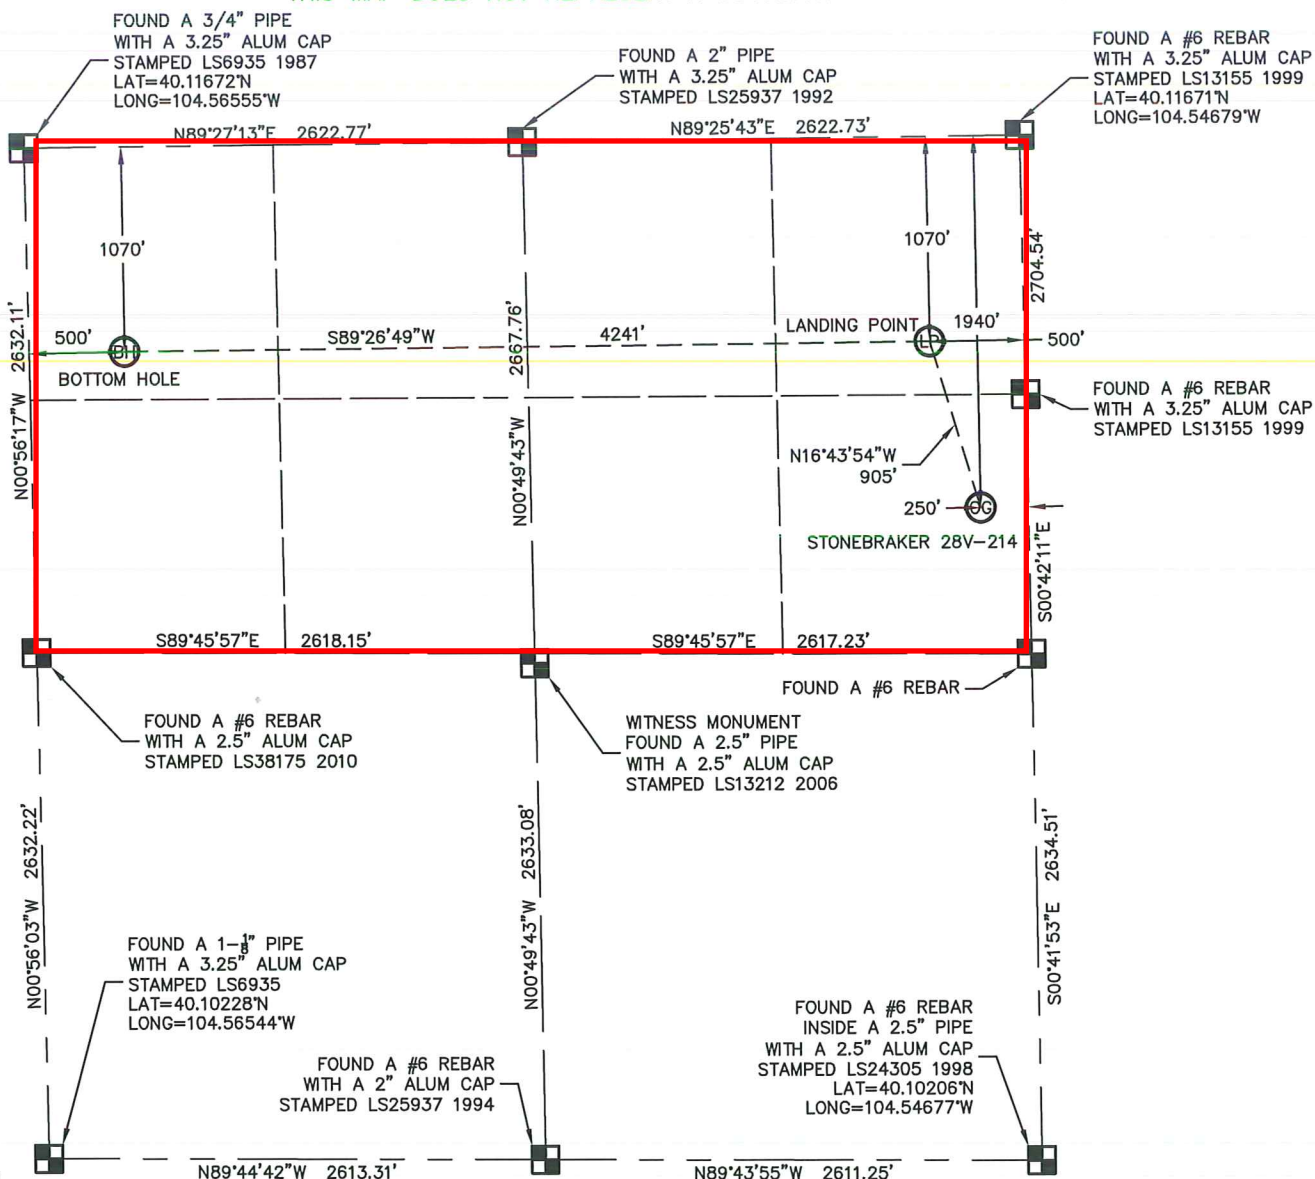 FOUND A 3/4" PIPE
WITH A 3.25" ALUM CAP
STAMPED LS6935 1987
LAT=40.11672°N
LONG=104.56555°W
FOUND A 2" PIPE
WITH A 3.25" ALUM CAP
STAMPED LS25937 1992
FOUND A #6 REBAR
WITH A 3.25" ALUM CAP
STAMPED LS13155 1999
LAT=40.11671°N
LONG=104.54679°W
N89°27'13"E 2622.77'
N89°25'43"E 2622.73'
1070'
1070'
2704.54'
N00°56'17"W 2632.11'
500'
BH
BOTTOM HOLE
S89°26'49"W 4241'
N00°49'43"W 2667.76'
LANDING POINT
LP
1940'
500'
FOUND A #6 REBAR
WITH A 3.25" ALUM CAP
STAMPED LS13155 1999
N16°43'54"W
905'
250'
OG
STONEBRAKER 28V-214
S00°42'11"E
S89°45'57"E 2618.15'
S89°45'57"E 2617.23'
FOUND A #6 REBAR
FOUND A #6 REBAR
WITH A 2.5" ALUM CAP
STAMPED LS38175 2010
WITNESS MONUMENT
FOUND A 2.5" PIPE
WITH A 2.5" ALUM CAP
STAMPED LS13212 2006
N00°56'03"W 2632.22'
N00°49'43"W 2633.08'
S00°41'53"E 2634.51'
FOUND A 1-1/8" PIPE
WITH A 3.25" ALUM CAP
STAMPED LS6935
LAT=40.10228°N
LONG=104.56544°W
FOUND A #6 REBAR
WITH A 2" ALUM CAP
STAMPED LS25937 1994
FOUND A #6 REBAR
INSIDE A 2.5" PIPE
WITH A 2.5" ALUM CAP
STAMPED LS24305 1998
LAT=40.10206°N
LONG=104.54677°W
N89°44'42"W 2613.31'
N89°43'55"W 2611.25'